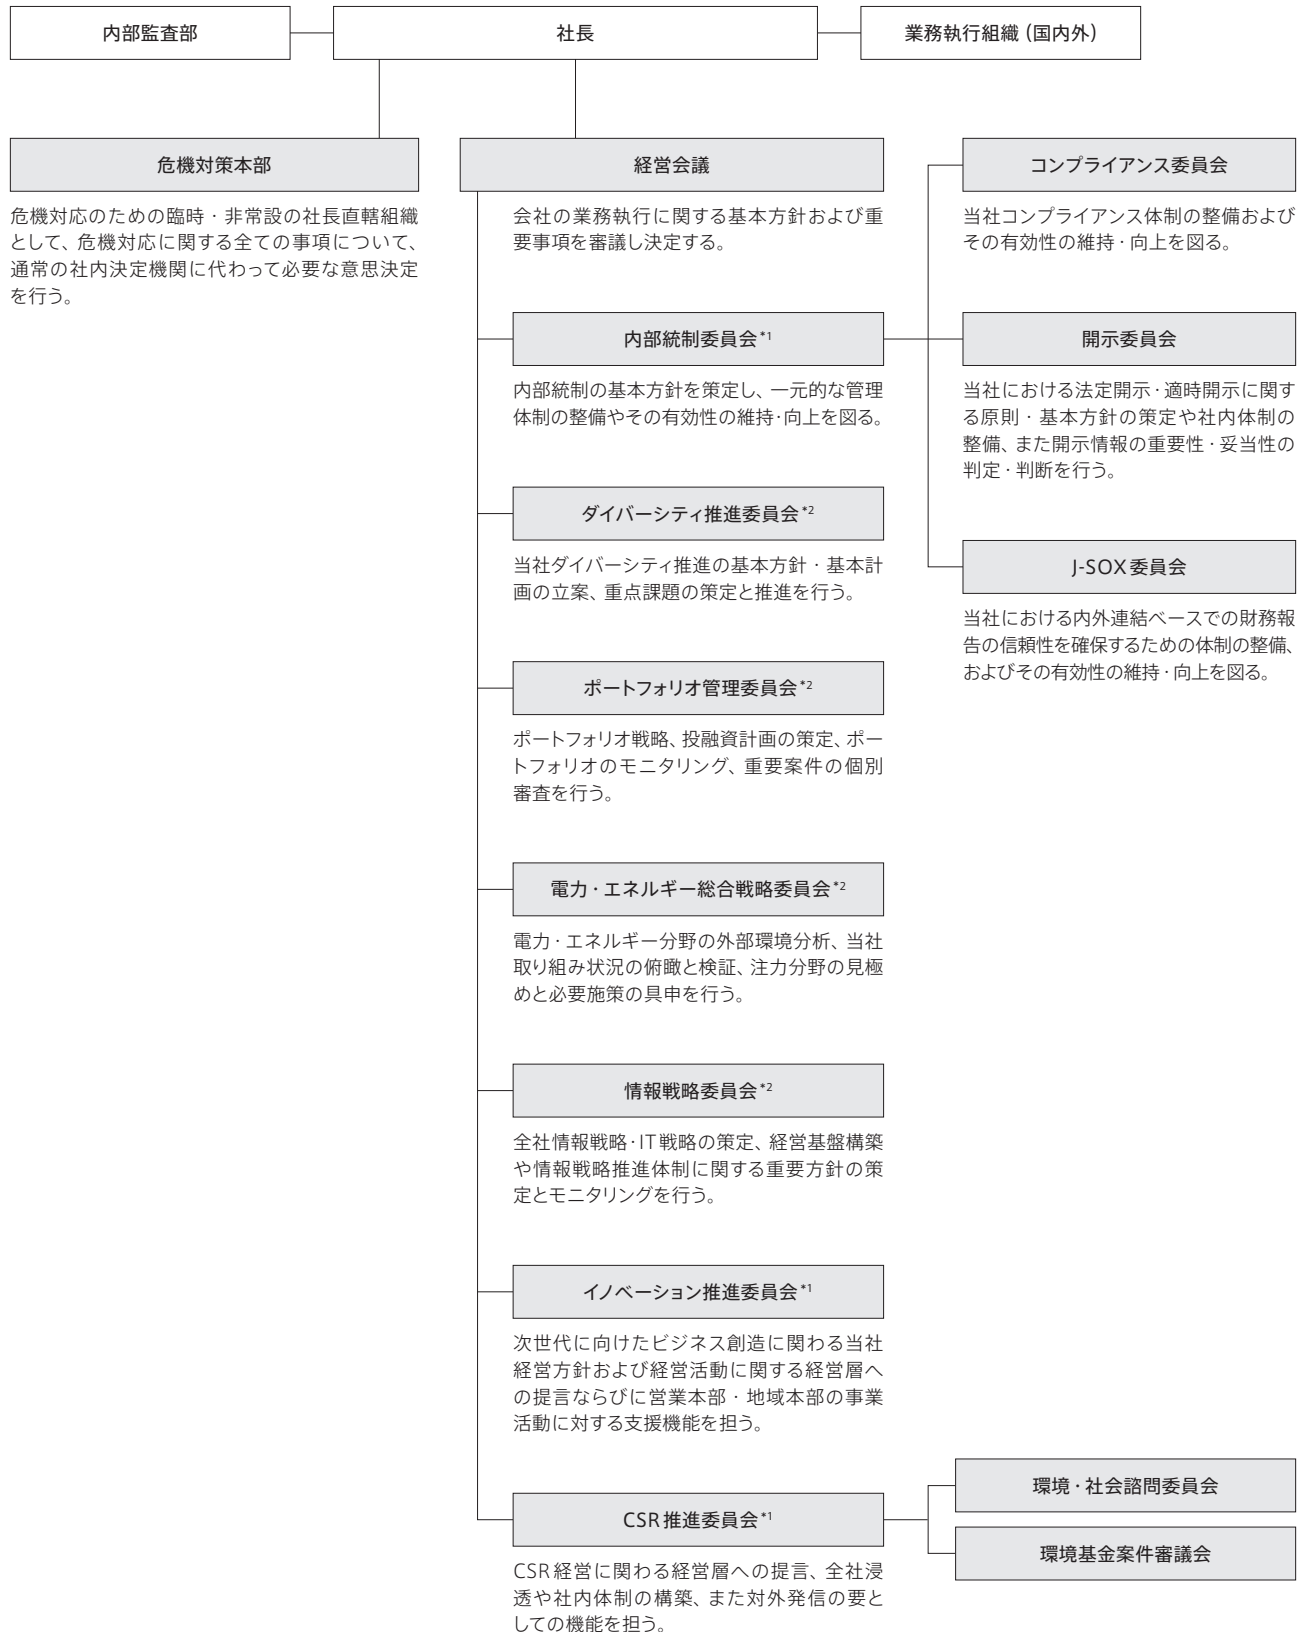 内部監査部
社長
業務執行組織（国内外）
危機対策本部
危機対応のための臨時・非常設の社長直轄組織
として、危機対応に関する全ての事項について、
通常の社内決定機関に代わって必要な意思決定
を行う。
経営会議
会社の業務執行に関する基本方針および重
要事項を審議し決定する。
内部統制委員会*1
内部統制の基本方針を策定し、一元的な管理
体制の整備やその有効性の維持・向上を図る。
コンプライアンス委員会
当社コンプライアンス体制の整備および
その有効性の維持・向上を図る。
開示委員会
当社における法定開示・適時開示に関す
る原則・基本方針の策定や社内体制の
整備、また開示情報の重要性・妥当性の
判定・判断を行う。
J-SOX委員会
当社における内外連結ベースでの財務報
告の信頼性を確保するための体制の整備、
およびその有効性の維持・向上を図る。
ダイバーシティ推進委員会*2
当社ダイバーシティ推進の基本方針・基本計
画の立案、重点課題の策定と推進を行う。
ポートフォリオ管理委員会*2
ポートフォリオ戦略、投融資計画の策定、ポー
トフォリオのモニタリング、重要案件の個別
審査を行う。
電力・エネルギー総合戦略委員会*2
電力・エネルギー分野の外部環境分析、当社
取り組み状況の俯瞰と検証、注力分野の見極
めと必要施策の具申を行う。
情報戦略委員会*2
全社情報戦略・IT戦略の策定、経営基盤構築
や情報戦略推進体制に関する重要方針の策
定とモニタリングを行う。
イノベーション推進委員会*1
次世代に向けたビジネス創造に関わる当社
経営方針および経営活動に関する経営層へ
の提言ならびに営業本部・地域本部の事業
活動に対する支援機能を担う。
CSR推進委員会*1
CSR経営に関わる経営層への提言、全社浸
透や社内体制の構築、また対外発信の要と
しての機能を担う。
環境・社会諮問委員会
環境基金案件審議会